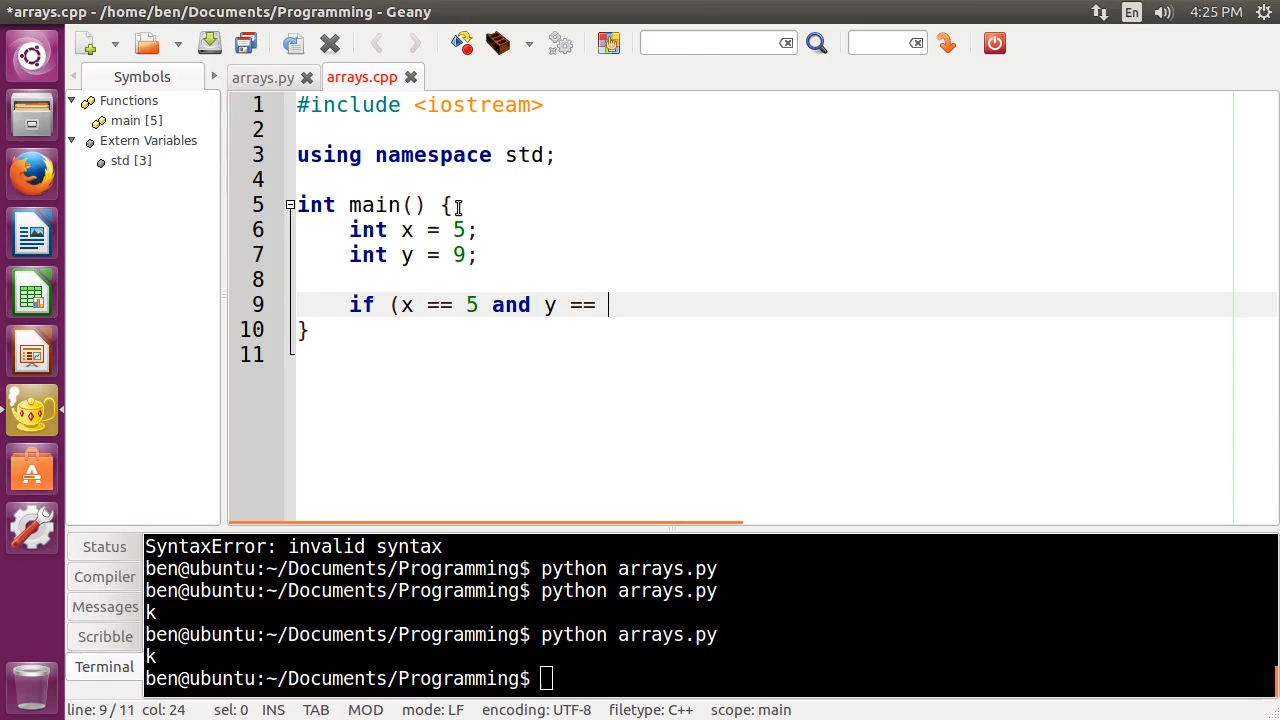 *arrays.cpp - /home/ben/Documents/Programming - Geany
En
4:25 PM
Symbols
arrays.py
arrays.cpp
Functions
main [5]
Extern Variables
std [3]
1 #include <iostream>
2
3 using namespace std;
4
5 int main() {
6 int x = 5;
7 int y = 9;
8
9 if (x == 5 and y ==
10 }
11
Status
Compiler
Messages
Scribble
Terminal
SyntaxError: invalid syntax
ben@ubuntu:~/Documents/Programming$ python arrays.py
ben@ubuntu:~/Documents/Programming$ python arrays.py
k
ben@ubuntu:~/Documents/Programming$ python arrays.py
k
ben@ubuntu:~/Documents/Programming$
line: 9 / 11 col: 24 sel: 0 INS TAB MOD mode: LF encoding: UTF-8 filetype: C++ scope: main